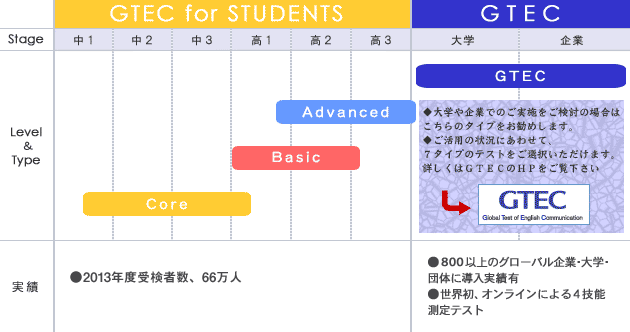 GTEC for STUDENTS
GTEC
Stage
中1
中2
中3
高1
高2
高3
大学
企業
Level
&
Type
GTEC
Advanced
Basic
Core
◆大学や企業でのご実施をご検討の場合は
こちらのタイプをお勧めします。
◆ご活用の状況にあわせて、
7タイプのテストをご選択いただけます。
詳しくはGTECのHPをご覧下さい
GTEC
Global Test of English Communication
実績
●2013年度受検者数、66万人
●800以上のグローバル企業・大学・
団体に導入実績有
●世界初、オンラインによる4技能
測定テスト